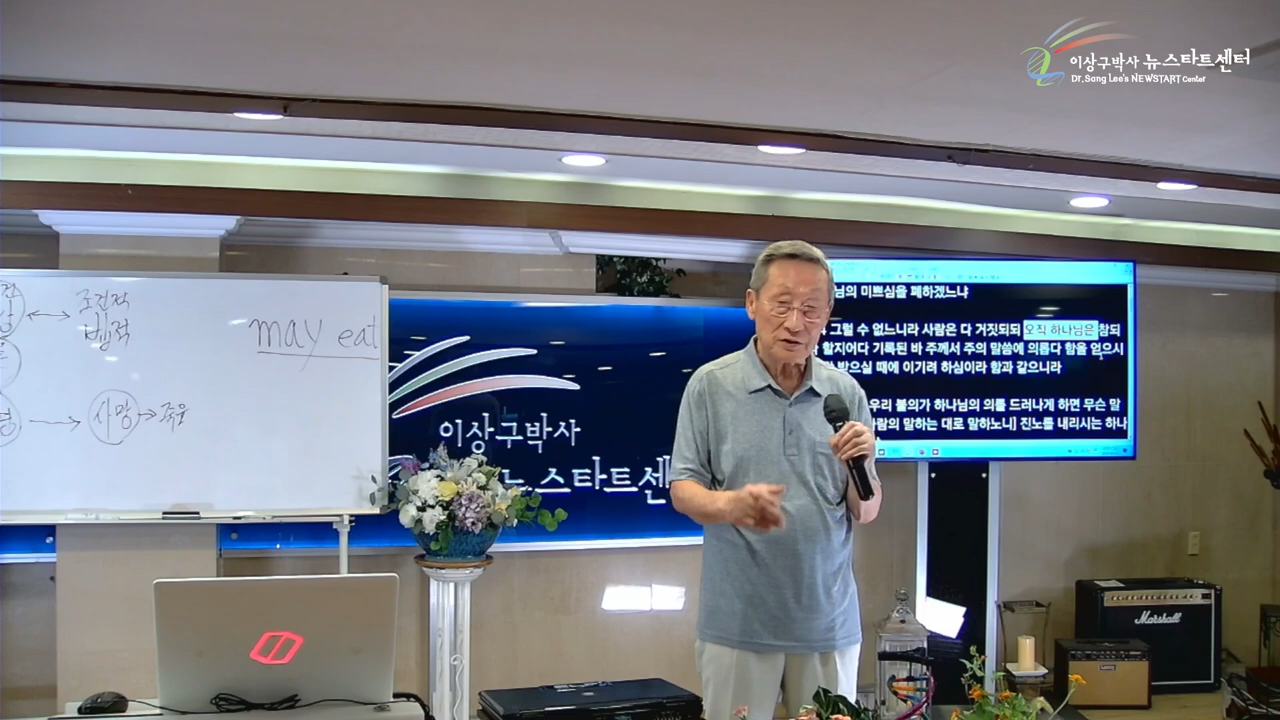 이상구박사 뉴스타트센터
Dr. Sang Lee's NEWSTART Center
조건적
법적
may eat
사망 → 죽음
이상구박사
뉴스타트센
님의 미쁘심을 폐하겠느냐
그럴 수 없느니라 사람은 다 거짓되되 오직 하나님은 참되
할지어다 기록된 바 주께서 주의 말씀에 의롭다 함을 얻으시
받으실 때에 이기려 하심이라 함과 같으니라
우리 불의가 하나님의 의를 드러나게 하면 무슨 말
사람의 말하는 대로 말하노니] 진노를 내리시는 하나
Marshall